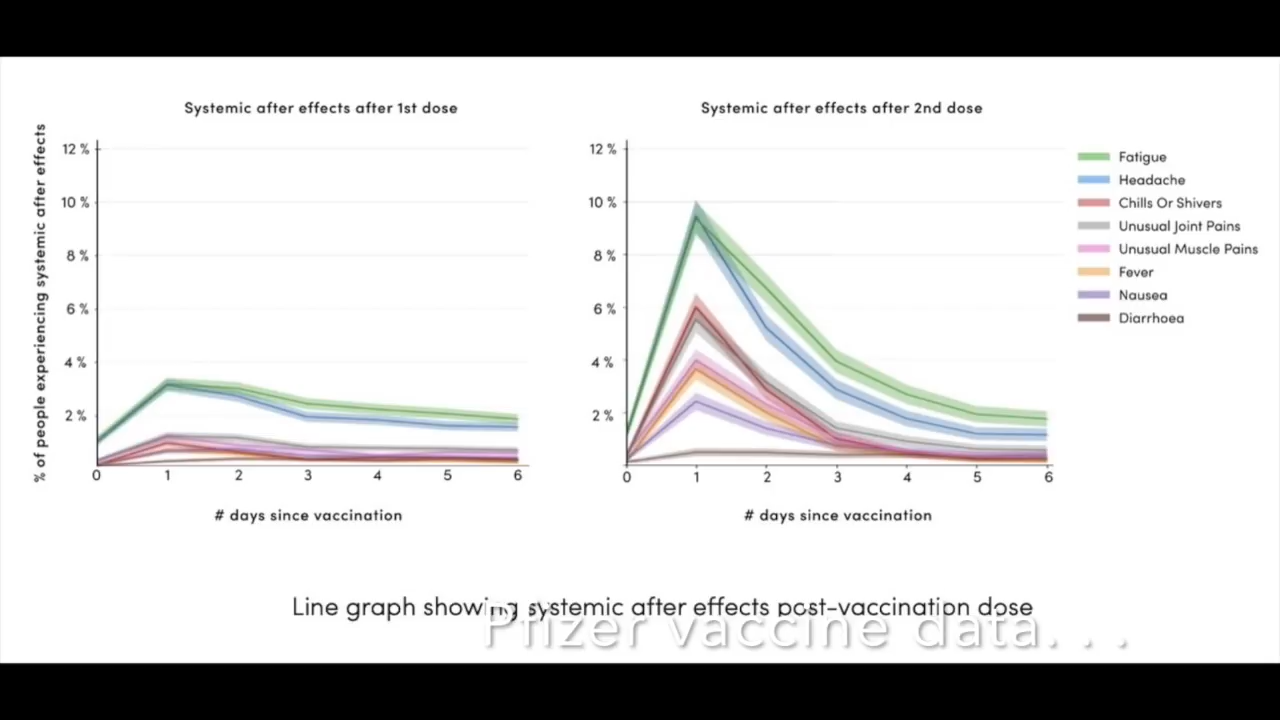 Systemic after effects after 1st dose
% of people experiencing systemic after effects
12 %
10 %
8 %
6 %
4 %
2 %
0 1 2 3 4 5 6
# days since vaccination
Systemic after effects after 2nd dose
12 %
10 %
8 %
6 %
4 %
2 %
0 1 2 3 4 5 6
# days since vaccination
Fatigue
Headache
Chills Or Shivers
Unusual Joint Pains
Unusual Muscle Pains
Fever
Nausea
Diarrhoea
Line graph showing systemic after effects post-vaccination dose
Pfizer vaccine data. . .